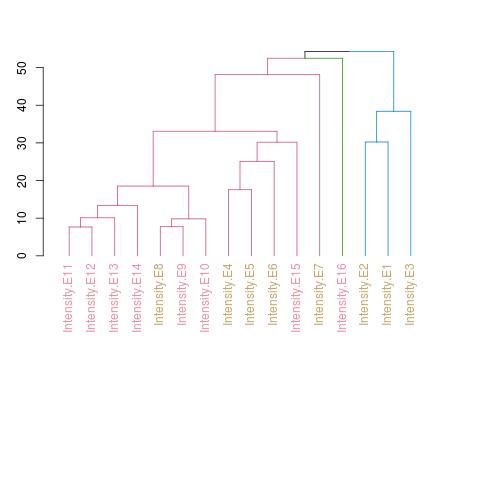 50
40
30
20
10
0
Intensity.E11
Intensity.E12
Intensity.E13
Intensity.E14
Intensity.E8
Intensity.E9
Intensity.E10
Intensity.E4
Intensity.E5
Intensity.E6
Intensity.E15
Intensity.E7
Intensity.E16
Intensity.E2
Intensity.E1
Intensity.E3